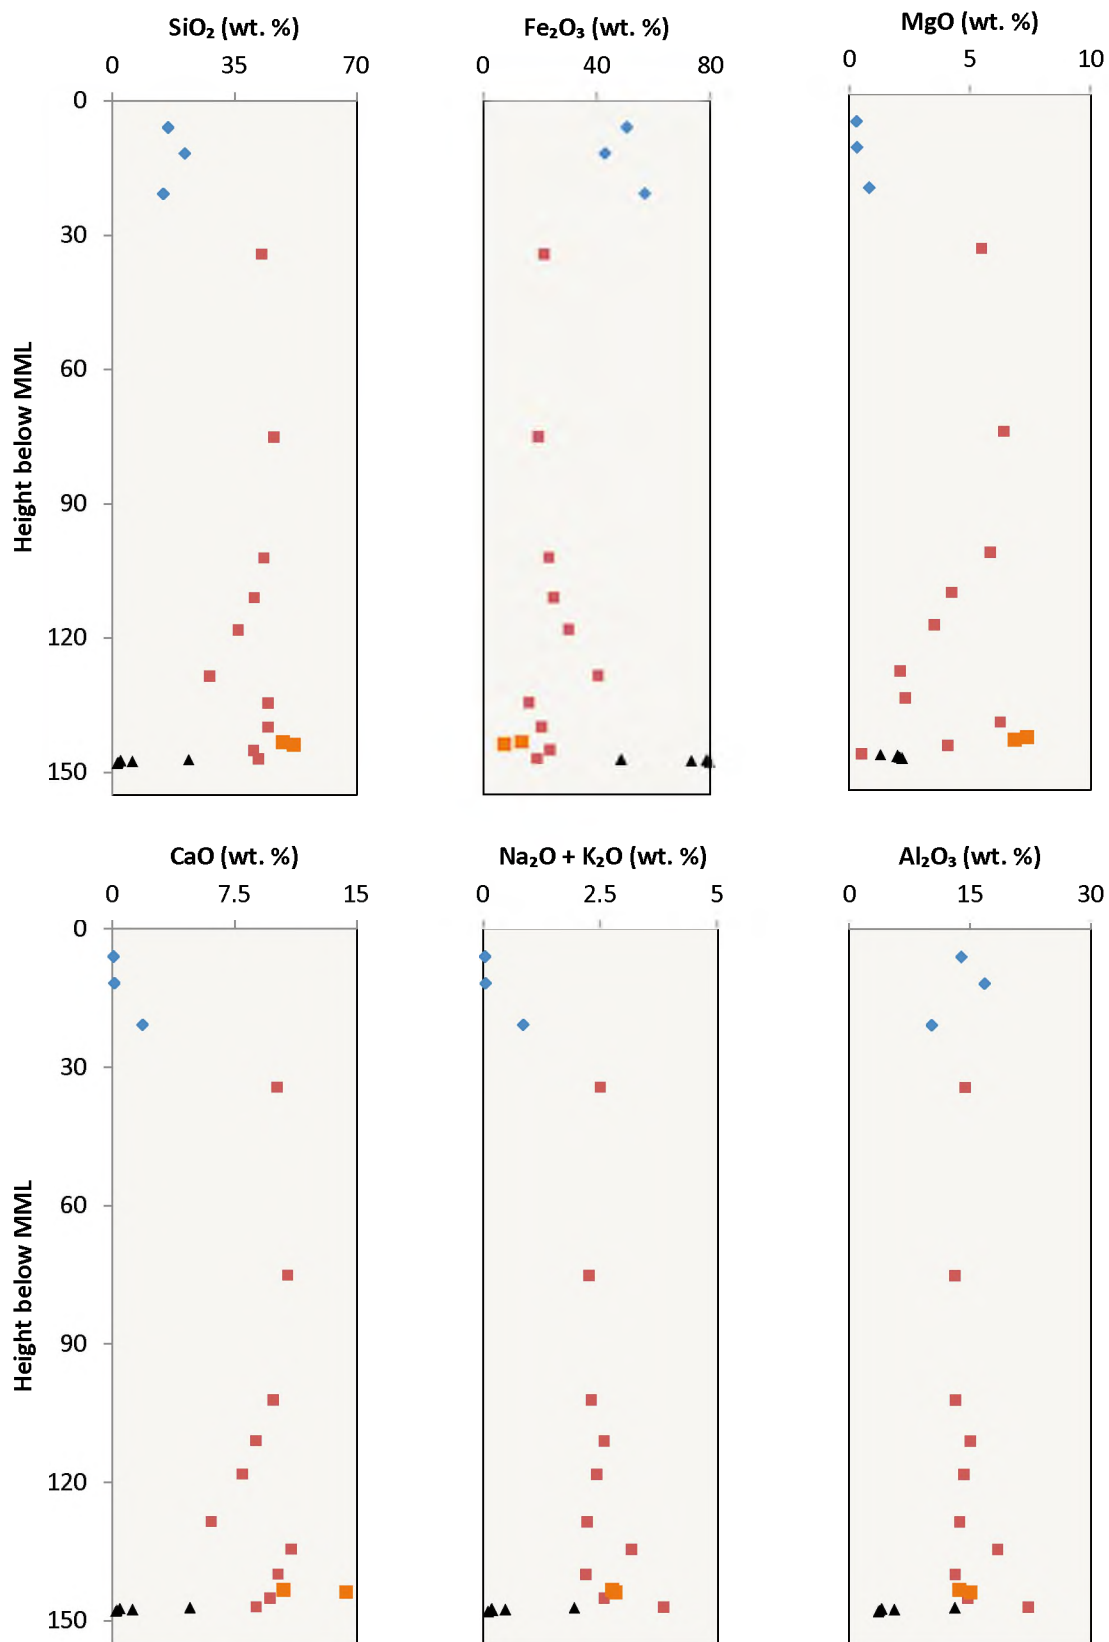 SiO₂ (wt. %)
0 35 70
Fe₂O₃ (wt. %)
0 40 80
MgO (wt. %)
0 5 10
Height below MML
0
30
60
90
120
150
CaO (wt. %)
0 7.5 15
Na₂O + K₂O (wt. %)
0 2.5 5
Al₂O₃ (wt. %)
0 15 30
Height below MML
0
30
60
90
120
150